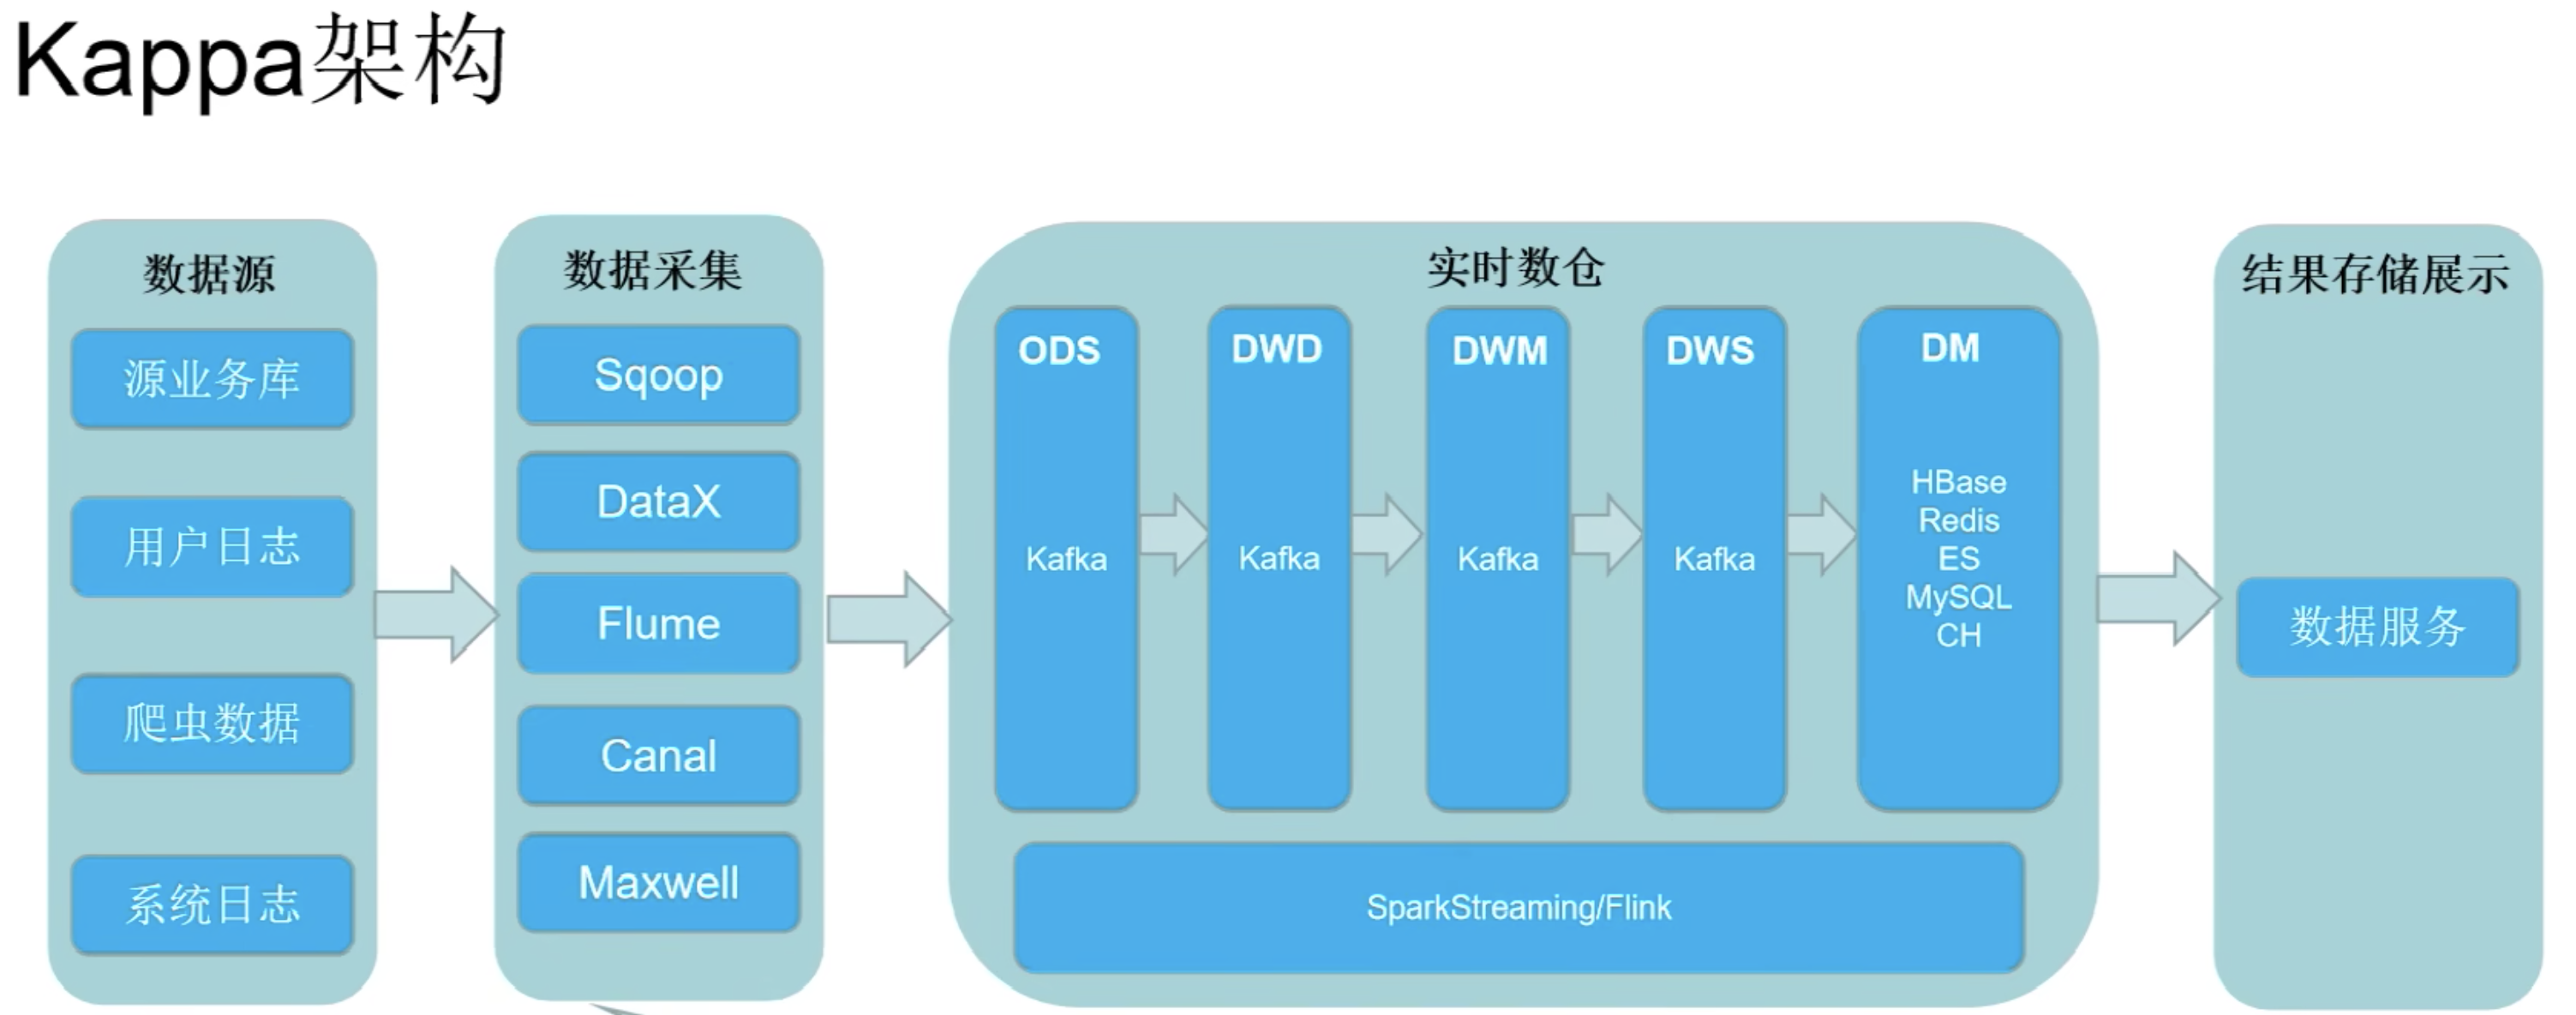 Kappa架构
数据源
源业务库
用户日志
爬虫数据
系统日志
数据采集
Sqoop
DataX
Flume
Canal
Maxwell
实时数仓
ODS
Kafka
DWD
Kafka
DWM
Kafka
DWS
Kafka
DM
HBase
Redis
ES
MySQL
CH
SparkStreaming/Flink
结果存储展示
数据服务